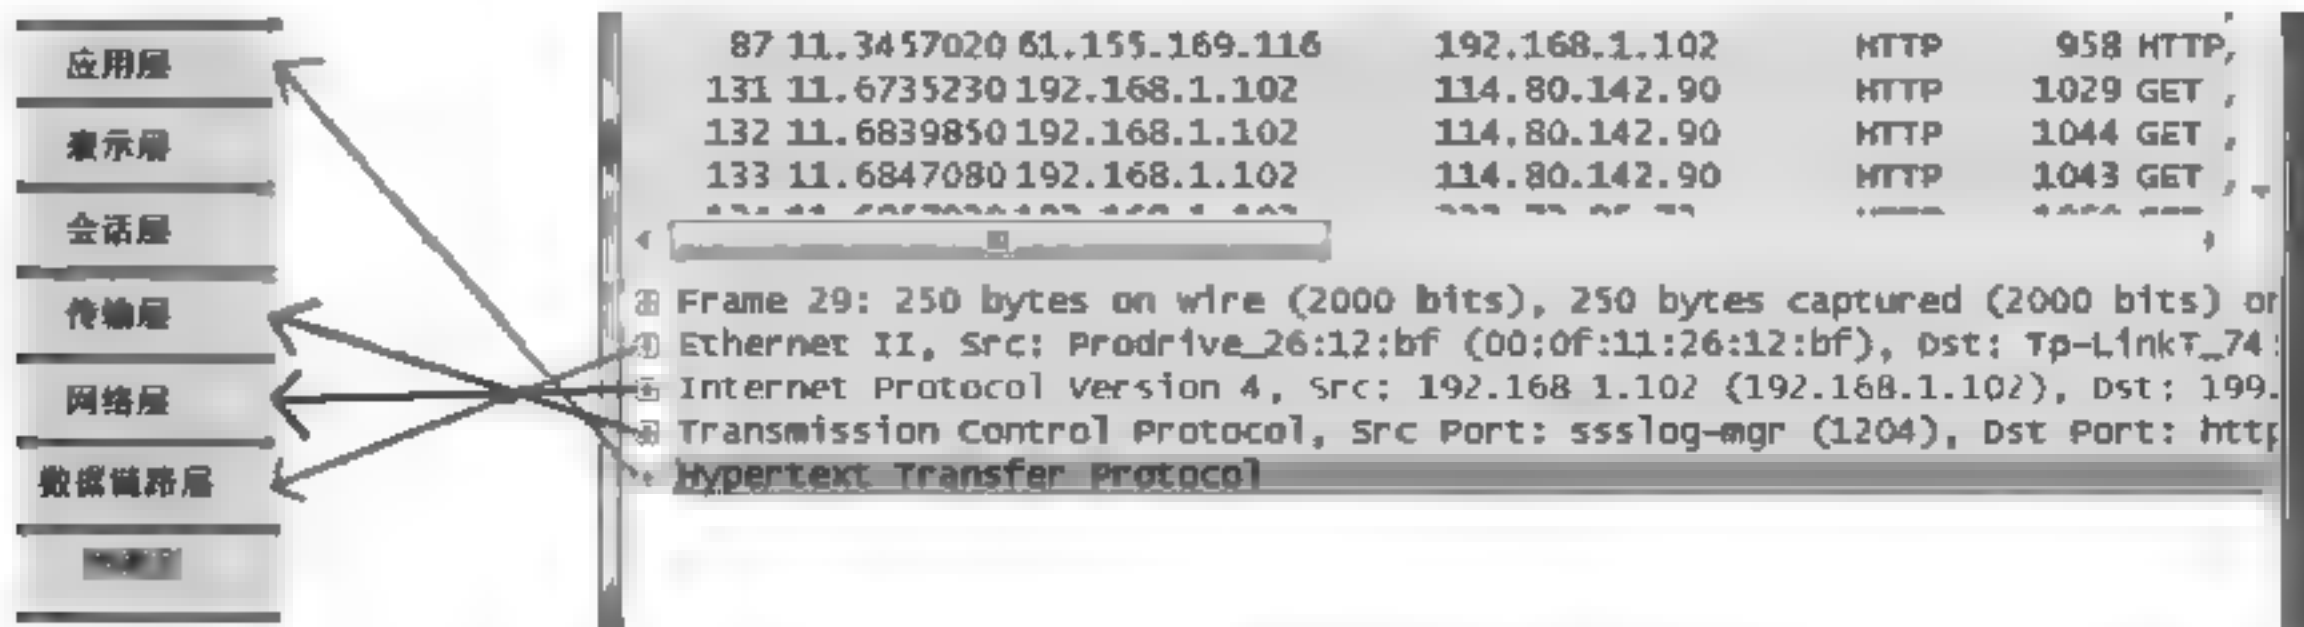 应用层
表示层
会话层
传输层
网络层
数据链路层
87 11.3457020 61.155.169.116 192.168.1.102 HTTP 958 HTTP,
131 11.6735230 192.168.1.102 114.80.142.90 HTTP 1029 GET ,
132 11.6839850 192.168.1.102 114.80.142.90 HTTP 1044 GET ,
133 11.6847080 192.168.1.102 114.80.142.90 HTTP 1043 GET ,
Frame 29: 250 bytes on wire (2000 bits), 250 bytes captured (2000 bits) or
Ethernet II, Src: Prodrive_26:12:bf (00:0f:11:26:12:bf), Dst: Tp-LinkT_74:
Internet Protocol Version 4, Src: 192.168 1.102 (192.168.1.102), Dst: 199.
Transmission Control Protocol, Src Port: ssslog-mgr (1204), Dst Port: http
Hypertext Transfer Protocol